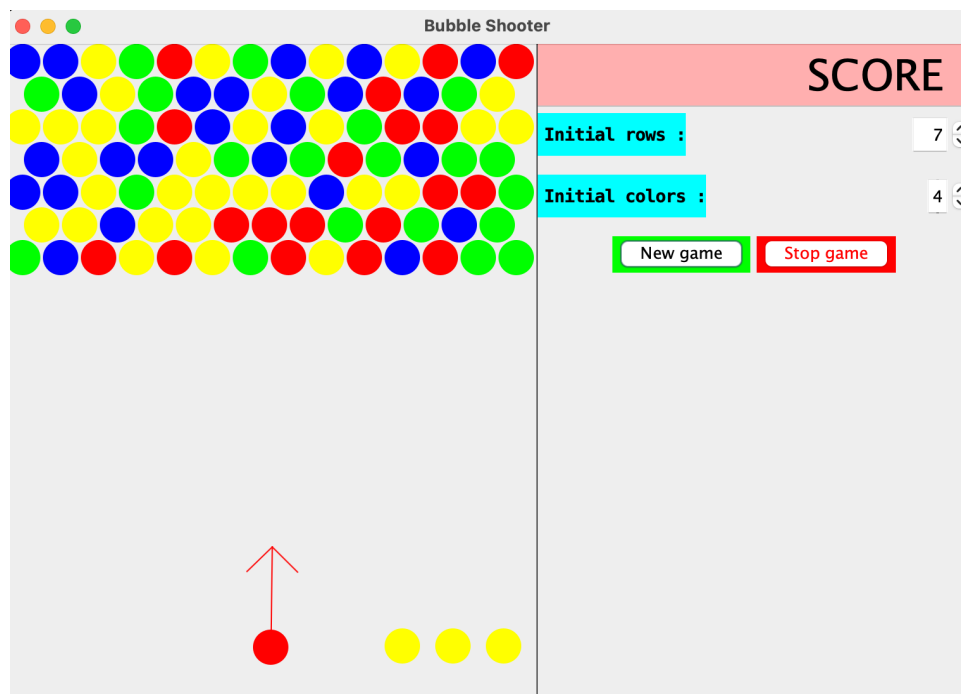 Bubble Shooter
SCORE
Initial rows :
7
Initial colors :
4
New game
Stop game